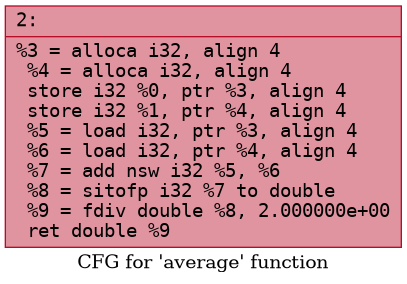 2:
%3 = alloca i32, align 4
%4 = alloca i32, align 4
store i32 %0, ptr %3, align 4
store i32 %1, ptr %4, align 4
%5 = load i32, ptr %3, align 4
%6 = load i32, ptr %4, align 4
%7 = add nsw i32 %5, %6
%8 = sitofp i32 %7 to double
%9 = fdiv double %8, 2.000000e+00
ret double %9
CFG for 'average' function